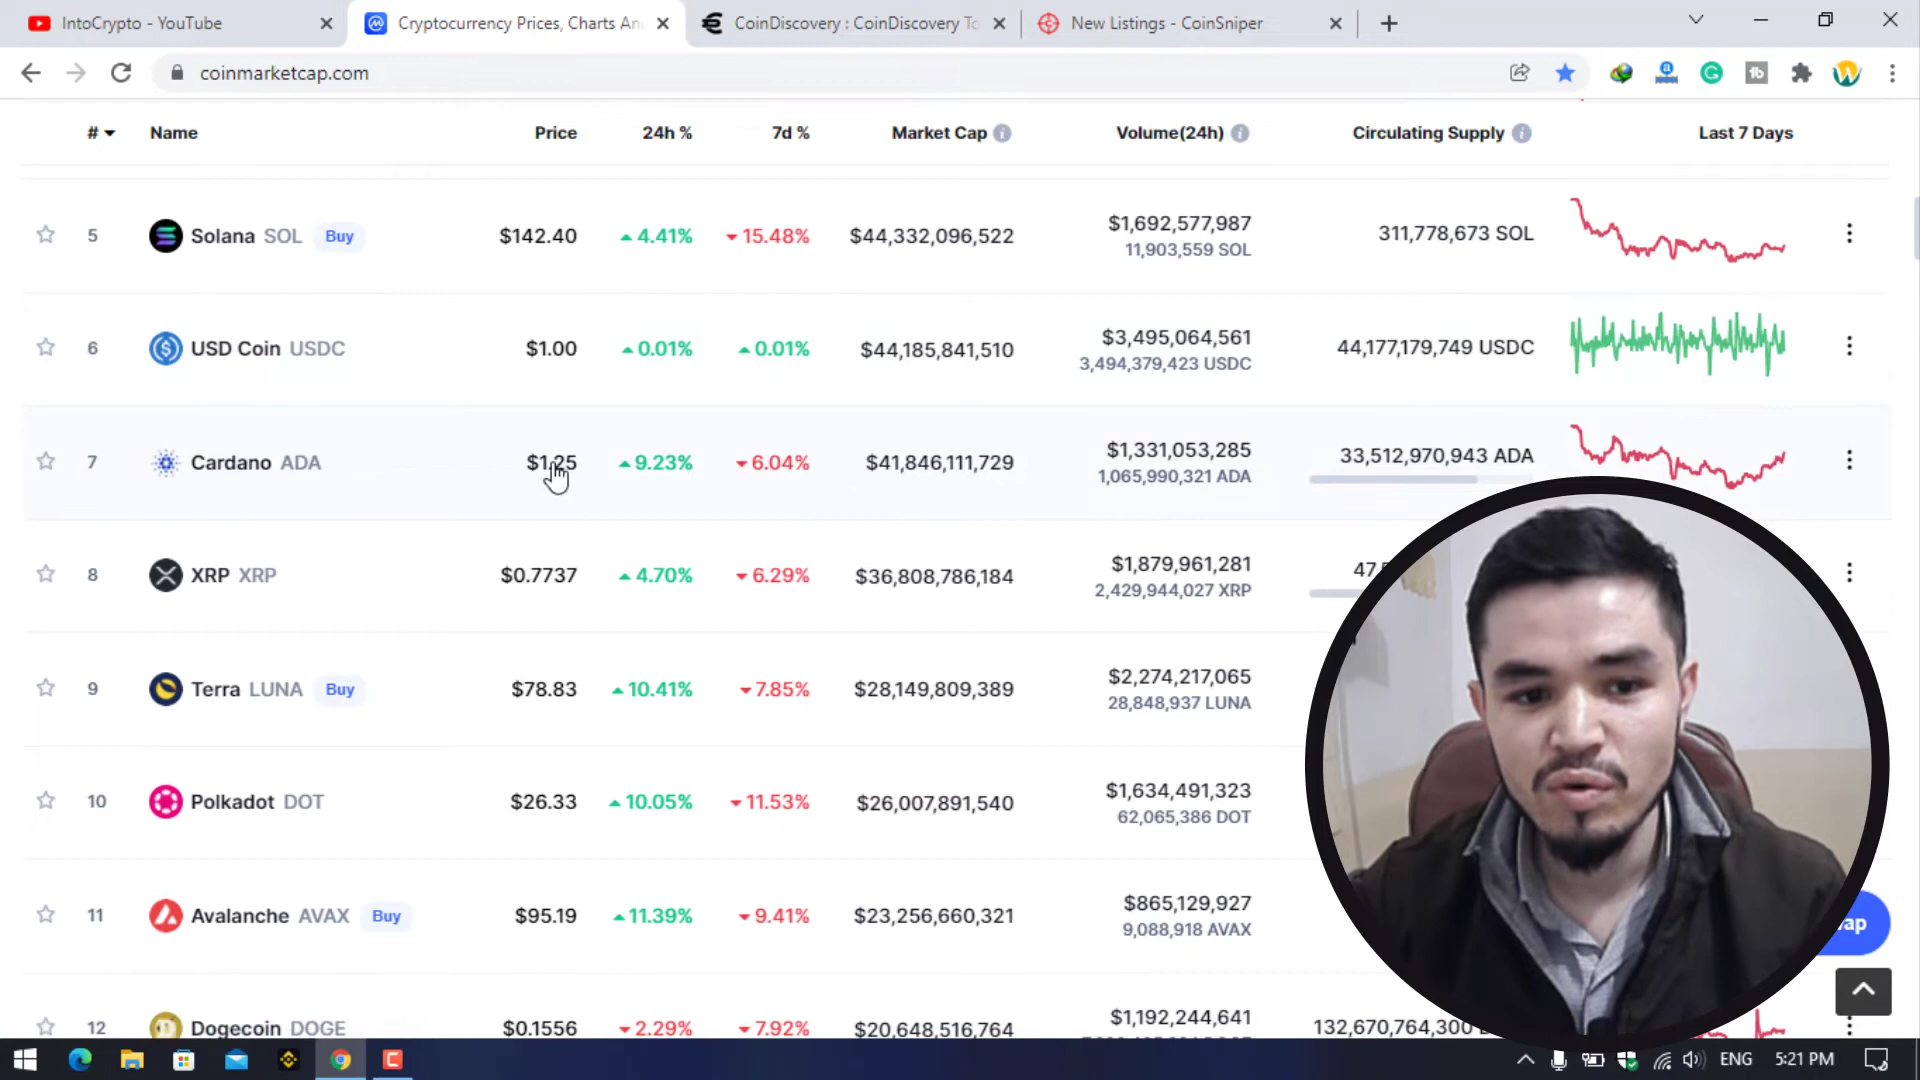 IntoCrypto - YouTube
Cryptocurrency Prices, Charts An
CoinDiscovery : CoinDiscovery To
New Listings - CoinSniper
coinmarketcap.com
# Name Price 24h % 7d % Market Cap Volume(24h) Circulating Supply Last 7 Days
5 Solana SOL Buy $142.40 4.41% 15.48% $44,332,096,522 $1,692,577,987 311,778,673 SOL
11,903,559 SOL
6 USD Coin USDC $1.00 0.01% 0.01% $44,185,841,510 $3,495,064,561 44,177,179,749 USDC
3,494,379,423 USDC
7 Cardano ADA $1.25 9.23% 6.04% $41,846,111,729 $1,331,053,285 33,512,970,943 ADA
1,065,990,321 ADA
8 XRP XRP $0.7737 4.70% 6.29% $36,808,786,184 $1,879,961,281 47
2,429,944,027 XRP
9 Terra LUNA Buy $78.83 10.41% 7.85% $28,149,809,389 $2,274,217,065
28,848,937 LUNA
10 Polkadot DOT $26.33 10.05% 11.53% $26,007,891,540 $1,634,491,323
62,065,386 DOT
11 Avalanche AVAX Buy $95.19 11.39% 9.41% $23,256,660,321 $865,129,927
9,088,918 AVAX
ap
12 Dogecoin DOGE $0.1556 2.29% 7.92% $20,648,516,764 $1,192,244,641 132,670,764,300
ENG 5:21 PM